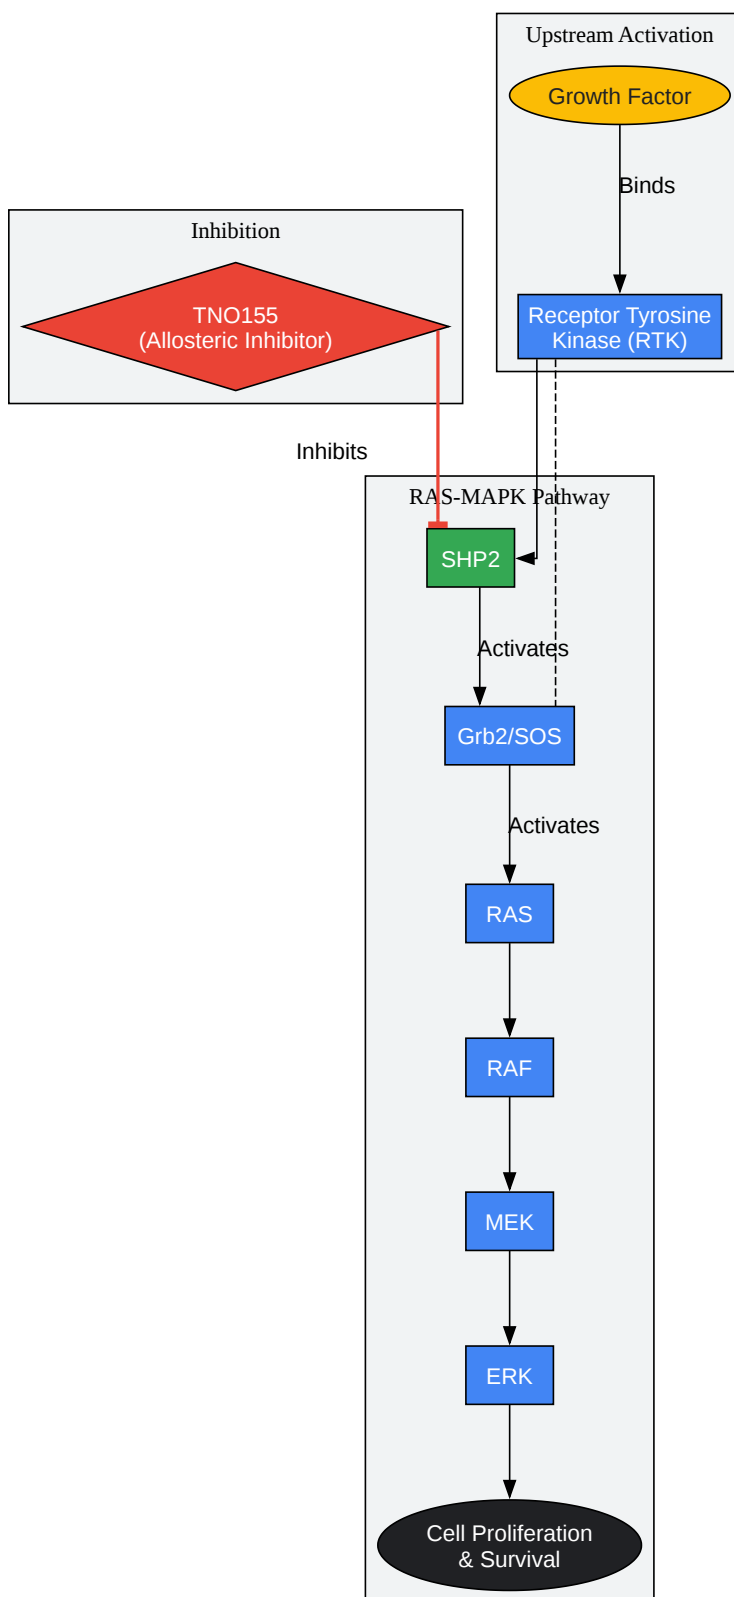 Upstream Activation
Growth Factor
Binds
Inhibition
TNO155
(Allosteric Inhibitor)
Receptor Tyrosine
Kinase (RTK)
Inhibits
RAS-MAPK Pathway
SHP2
Activates
Grb2/SOS
Activates
RAS
RAF
MEK
ERK
Cell Proliferation
& Survival